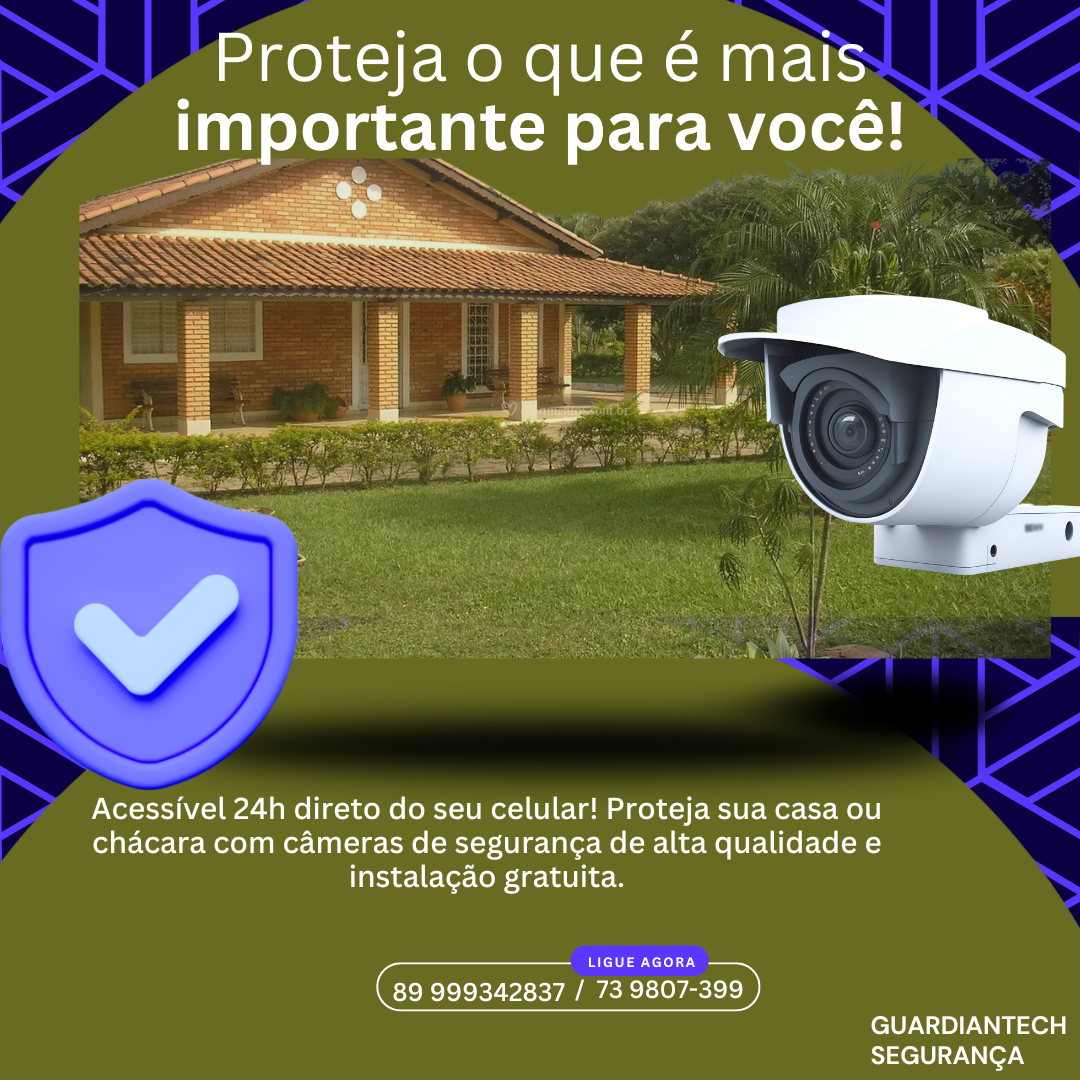 Proteja o que é mais
importante para você!
Acessível 24h direto do seu celular! Proteja sua casa ou
chácara com câmeras de segurança de alta qualidade e
instalação gratuita.
LIGUE AGORA
89 999342837 / 73 9807-399
GUARDIANTECH
SEGURANÇA